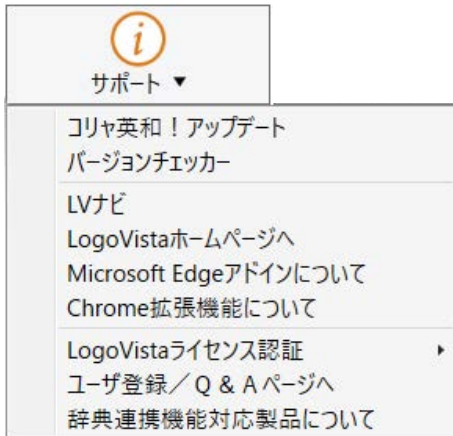 サポート ▼
コリャ英和！アップデート
バージョンチェッカー
LVナビ
LogoVistaホームページへ
Microsoft Edgeアドインについて
Chrome拡張機能について
LogoVistaライセンス認証
ユーザ登録／Q & Aページへ
辞典連携機能対応製品について